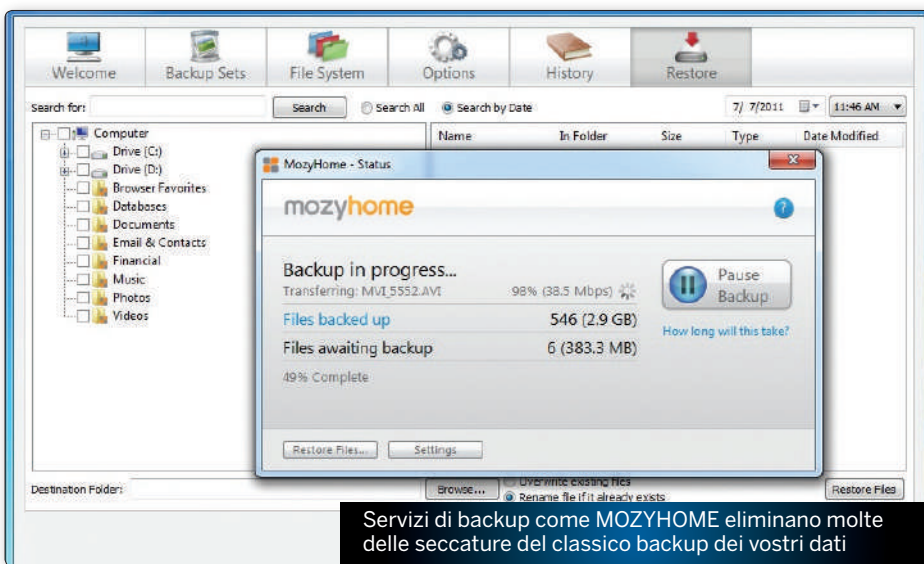 Welcome
Backup Sets
File System
Options
History
Restore
Search for:
Search
Search All
Search by Date
7/ 7/2011
11:46 AM
Computer
Drive (C:)
Drive (D:)
Browser Favorites
Databases
Documents
Email & Contacts
Financial
Music
Photos
Videos
Name
In Folder
Size
Type
Date Modified
MozyHome - Status
mozyhome
?
Backup in progress...
Transferring: MVI_5552.AVI
98% (38.5 Mbps)
Files backed up
546 (2.9 GB)
Files awaiting backup
6 (383.3 MB)
49% Complete
Pause
Backup
How long will this take?
Restore Files...
Settings
Destination Folder:
Browse...
Overwrite existing files
Rename file if it already exists
Restore Files
Servizi di backup come MOZYHOME eliminano molte
delle seccature del classico backup dei vostri dati